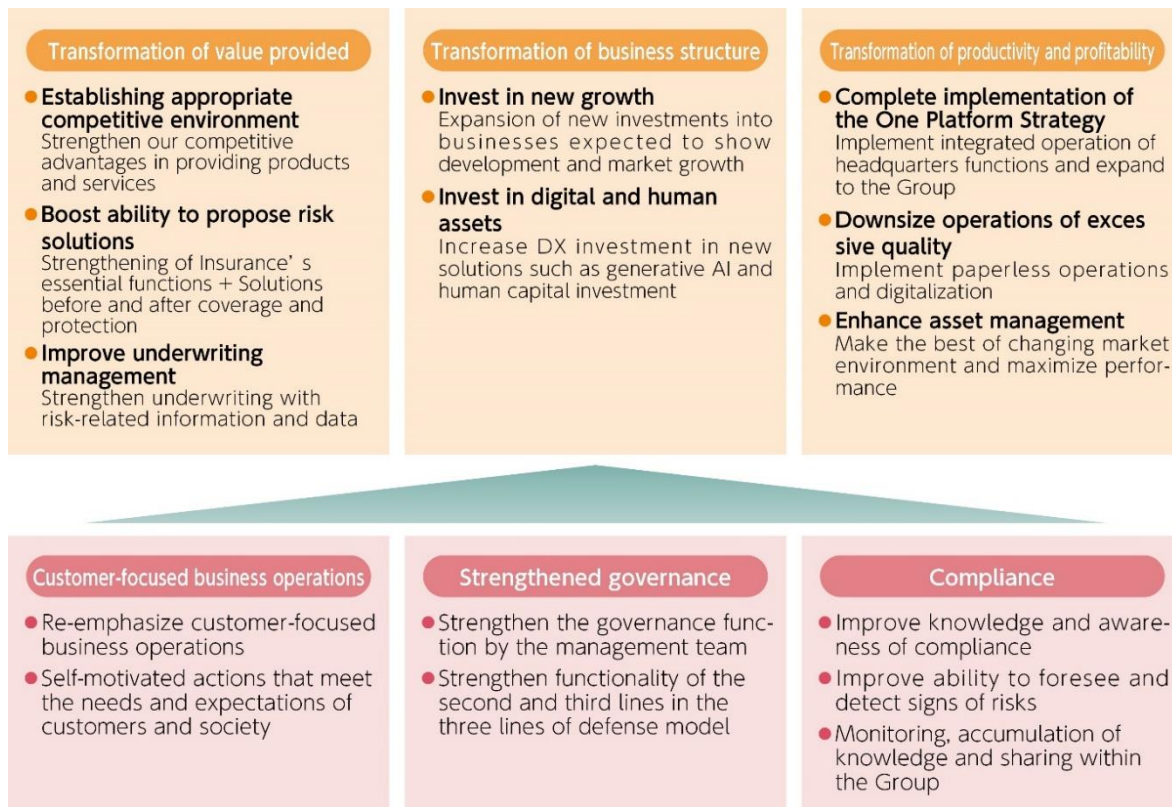 Transformation of value provided
Establishing appropriate
competitive environment
Strengthen our competitive
advantages in providing products
and services
Boost ability to propose risk
solutions
Strengthening of Insurance’ s
essential functions + Solutions
before and after coverage and
protection
Improve underwriting
management
Strengthen underwriting with
risk-related information and data
Transformation of business structure
Invest in new growth
Expansion of new investments into
businesses expected to show
development and market growth
Invest in digital and human
assets
Increase DX investment in new
solutions such as generative AI and
human capital investment
Transformation of productivity and profitability
Complete implementation of
the One Platform Strategy
Implement integrated operation of
headquarters functions and expand
to the Group
Downsize operations of exces
sive quality
Implement paperless operations
and digitalization
Enhance asset management
Make the best of changing market
environment and maximize perfor-
mance
Customer-focused business operations
Re-emphasize customer-focused
business operations
Self-motivated actions that meet
the needs and expectations of
customers and society
Strengthened governance
Strengthen the governance func-
tion by the management team
Strengthen functionality of the
second and third lines in the
three lines of defense model
Compliance
Improve knowledge and aware-
ness of compliance
Improve ability to foresee and
detect signs of risks
Monitoring, accumulation of
knowledge and sharing within
the Group